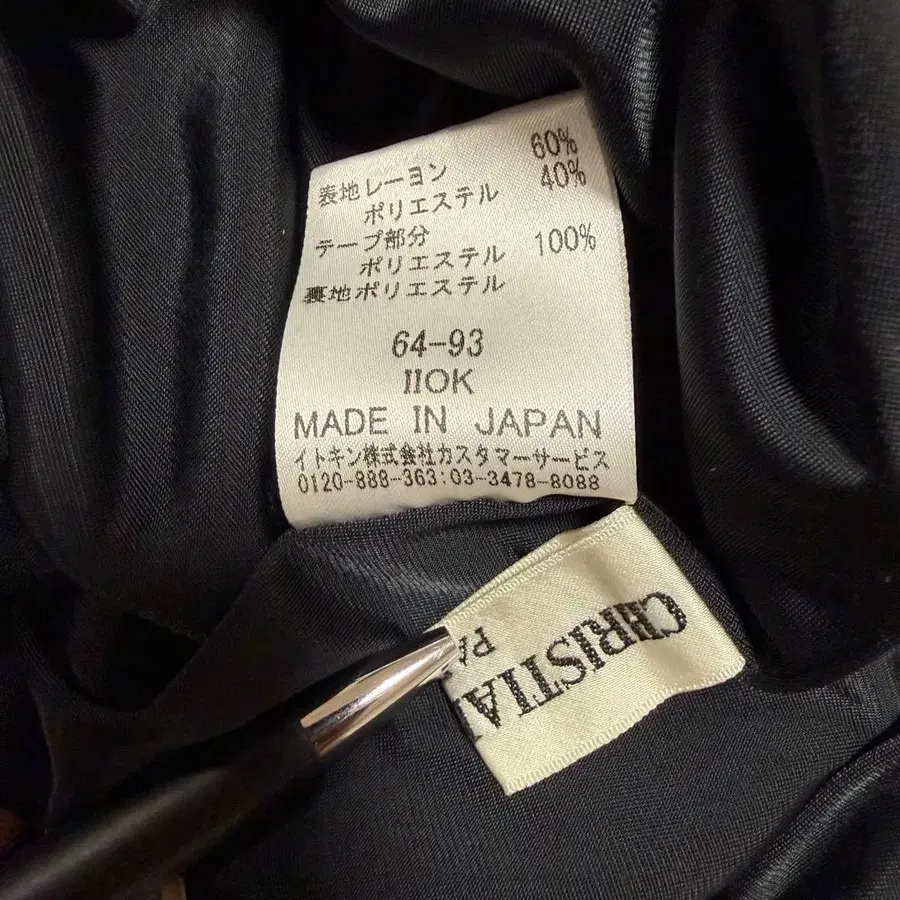 表地レーヨン 60%
ポリエステル 40%
テープ部分
ポリエステル 100%
裏地ポリエステル
64-93
IIOK
MADE IN JAPAN
イトキン株式会社カスタマーサービス
0120-888-363:03-3478-8088